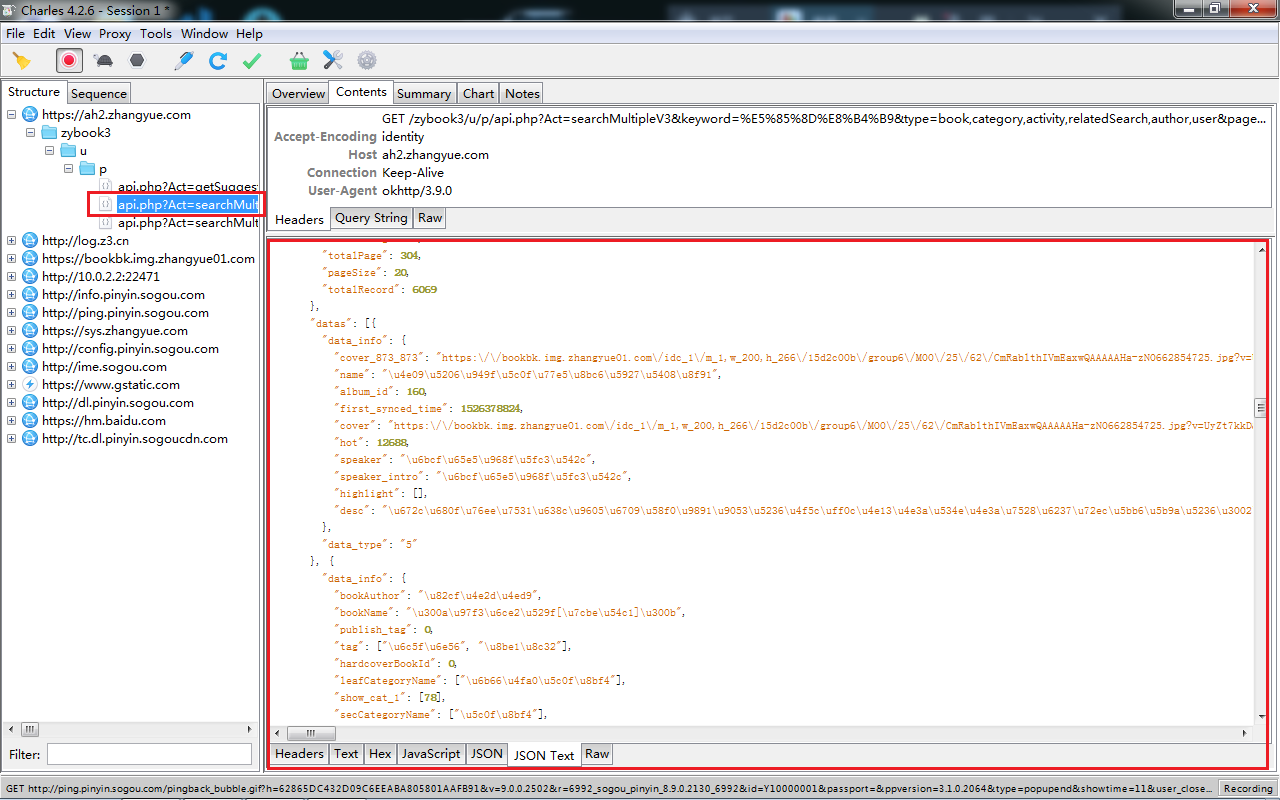 Charles 4.2.6 - Session 1 *
File Edit View Proxy Tools Window Help
Structure Sequence
https://ah2.zhangyue.com
zybook3
u
p
api.php?Act=getSugges
api.php?Act=searchMult
api.php?Act=searchMult
http://log.z3.cn
https://bookbk.img.zhangyue01.com
http://10.0.2.2:22471
http://info.pinyin.sogou.com
http://ping.pinyin.sogou.com
https://sys.zhangyue.com
http://config.pinyin.sogou.com
http://ime.sogou.com
https://www.gstatic.com
http://dl.pinyin.sogou.com
https://hm.baidu.com
http://tc.dl.pinyin.sogoucdn.com
Filter:
Overview Contents Summary Chart Notes
GET /zybook3/u/p/api.php?Act=searchMultipleV3&keyword=%E5%85%8D%E8%B4%B9&type=book,category,activity,relatedSearch,author,user&page...
Accept-Encoding identity
Host ah2.zhangyue.com
Connection Keep-Alive
User-Agent okhttp/3.9.0
Headers Query String Raw
"totalPage": 304,
"pageSize": 20,
"totalRecord": 6069
},
"datas": [{
"data_info": {
"cover_873_873": "https:\/\/bookbk.img.zhangyue01.com\/idc_1\/m_1,w_200,h_266\/15d2c00b\/group6\/M00\/25\/62\/CmRab1thIVmEaxwQAAAAAHa-zN0662854725.jpg?v=
"name": "\u4e09\u5206\u949f\u5c0f\u77e5\u8bc6\u5927\u5408\u8f91",
"album_id": 160,
"first_synced_time": 1526378824,
"cover": "https:\/\/bookbk.img.zhangyue01.com\/idc_1\/m_1,w_200,h_266\/15d2c00b\/group6\/M00\/25\/62\/CmRab1thIVmEaxwQAAAAAHa-zN0662854725.jpg?v=UyZt7kkD
"hot": 12688,
"speaker": "\u6bcf\u65e5\u968f\u5fc3\u542c",
"speaker_intro": "\u6bcf\u65e5\u968f\u5fc3\u542c",
"highlight": [],
"desc": "\u672c\u680f\u76ee\u7531\u638c\u9605\u6709\u58f0\u9891\u9053\u5236\u4f5c\uff0c\u4e13\u4e3a\u534e\u4e3a\u7528\u6237\u72ec\u5bb6\u5b9a\u5236\u3002
},
"data_type": "5"
}, {
"data_info": {
"bookAuthor": "\u82cf\u4e2d\u4ed9",
"bookName": "\u300a\u97f3\u6ce2\u529f[\u7cbe\u54c1]\u300b",
"publish_tag": 0,
"tag": ["\u6c5f\u6e56", "\u8be1\u8c32"],
"hardcoverBookId": 0,
"leafCategoryName": ["\u6b66\u4fa0\u5c0f\u8bf4"],
"show_cat_1": [78],
"secCategoryName": ["\u5c0f\u8bf4"],
Headers Text Hex JavaScript JSON JSON Text Raw
GET http://ping.pinyin.sogou.com/pingback_bubble.gif?h=62865DC432D09C6EEABA805801AAFB91&v=9.0.0.2502&r=6992_sogou_pinyin_8.9.0.2130_6992&id=Y10000001&passport=&ppversion=3.1.0.2064&type=popupend&showtime=11&user_close... Recording